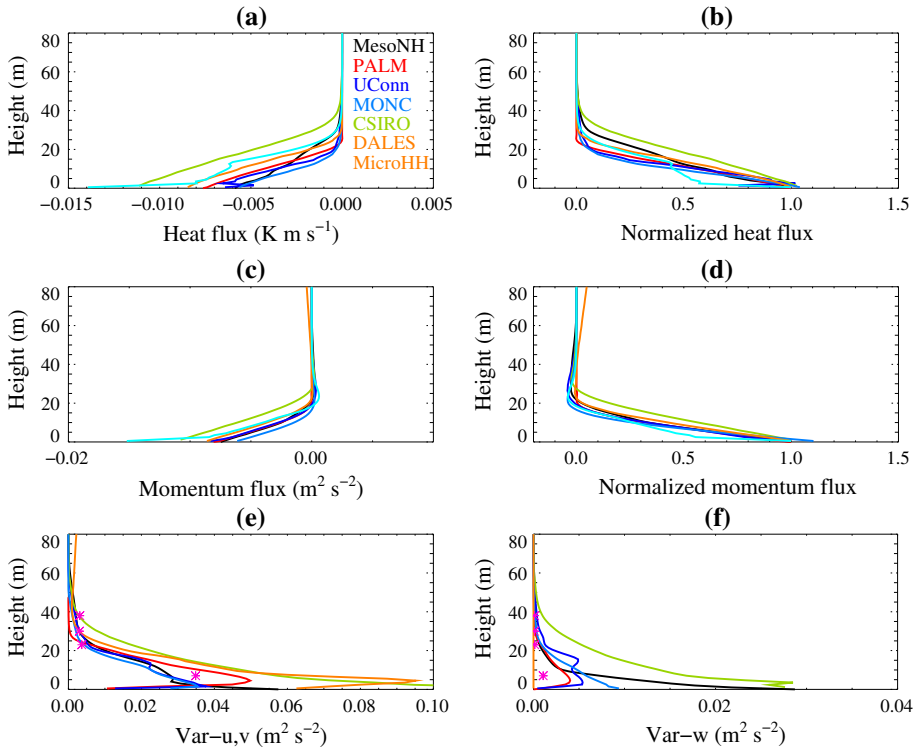 (a)
(b)
Height (m)
80
60
40
20
0
MesoNH
PALM
UConn
MONC
CSIRO
DALES
MicroHH
−0.015 −0.010 −0.005 0.000 0.005
Heat flux (K m s⁻¹)
Height (m)
80
60
40
20
0
0.0 0.5 1.0 1.5
Normalized heat flux
(c)
(d)
Height (m)
80
60
40
20
0
−0.02 0.00
Momentum flux (m² s⁻²)
Height (m)
80
60
40
20
0
0.0 0.5 1.0 1.5
Normalized momentum flux
(e)
(f)
Height (m)
80
60
40
20
0
0.00 0.02 0.04 0.06 0.08 0.10
Var−u,v (m² s⁻²)
Height (m)
80
60
40
20
0
0.00 0.01 0.02 0.04
Var−w (m² s⁻²)